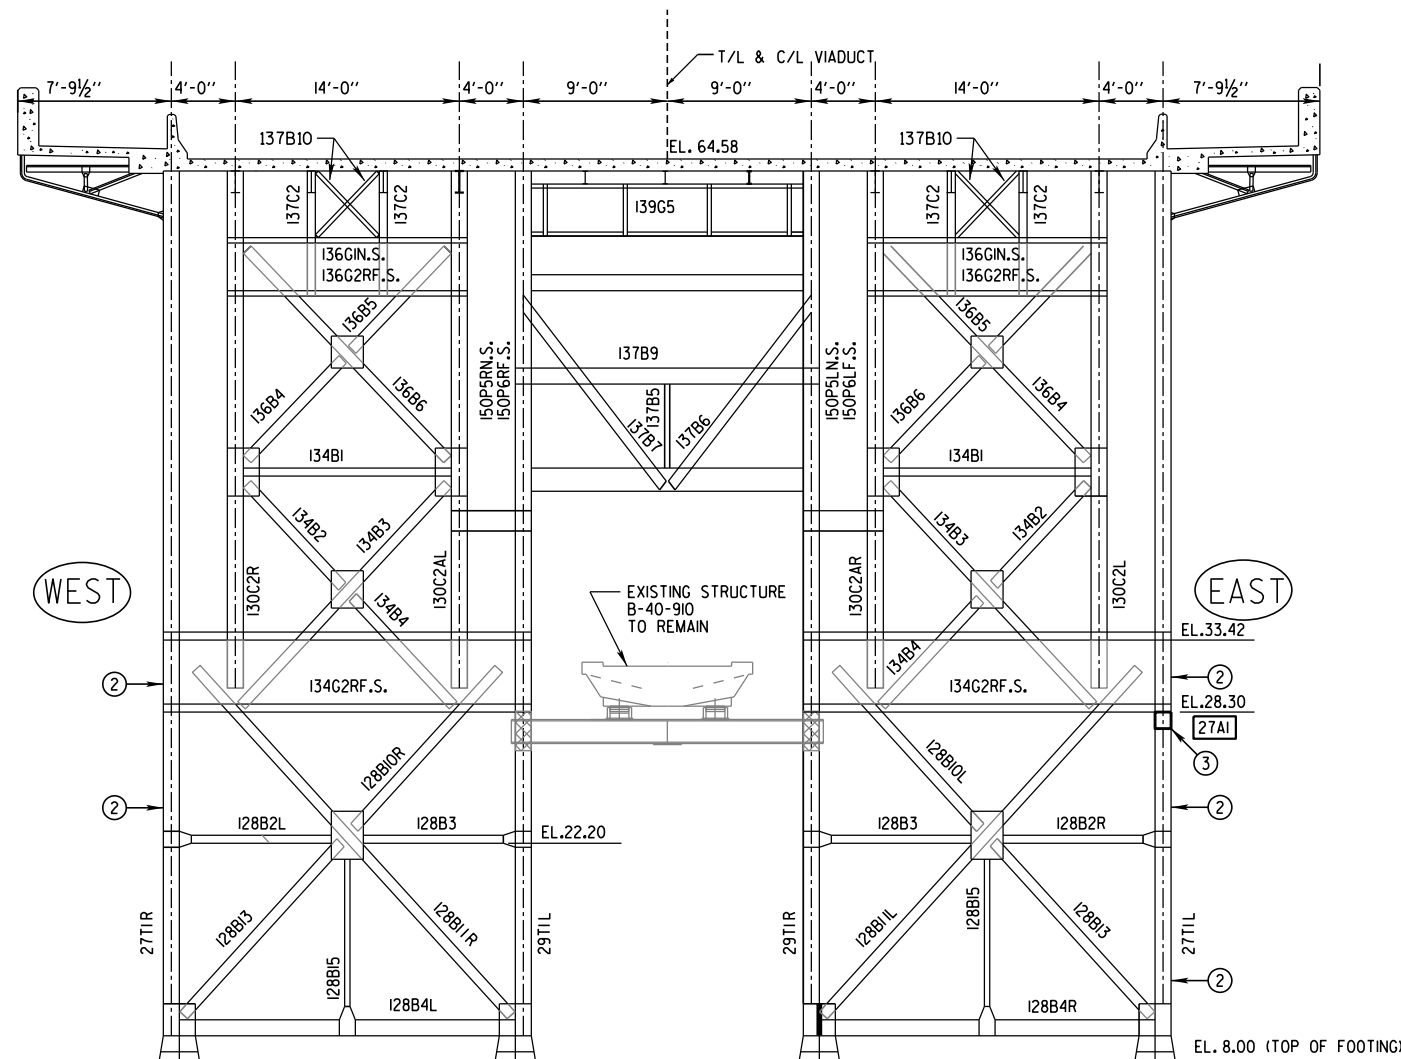 T/L & C/L VIADUCT
7'-9½'' 4'-0'' 14'-0'' 4'-0'' 9'-0'' 9'-0'' 4'-0'' 14'-0'' 4'-0'' 7'-9½''
137B10 137B10
EL. 64.58
137C2 137C2 139G5 137C2 137C2
136G1N.S. 136G1N.S.
136G2RF.S. 136G2RF.S.
136B5 136B5
150P5RN.S.
150P6RF.S.
137B9
150P5LN.S.
150P6LF.S.
137B5
136B4 136B6 137B7 137B6 136B6 136B4
134B1 134B1
134B2 134B3 134B3 134B2
130C2R 130C2AL 130C2AR 130C2L
WEST EAST
EXISTING STRUCTURE
B-40-910
TO REMAIN
134B4 134B4
EL.33.42
2 134G2RF.S. 134G2RF.S. 2
EL.28.30
27A1
128B10R 128B10L 3
2 2
128B2L 128B3 EL.22.20 128B3 128B2R
27T1R 128B13 128B11R 29T1L 29T1R 128B11L 128B15 128B13 27T1L
128B15 2
128B4L 128B4R
EL. 8.00 (TOP OF FOOTING)